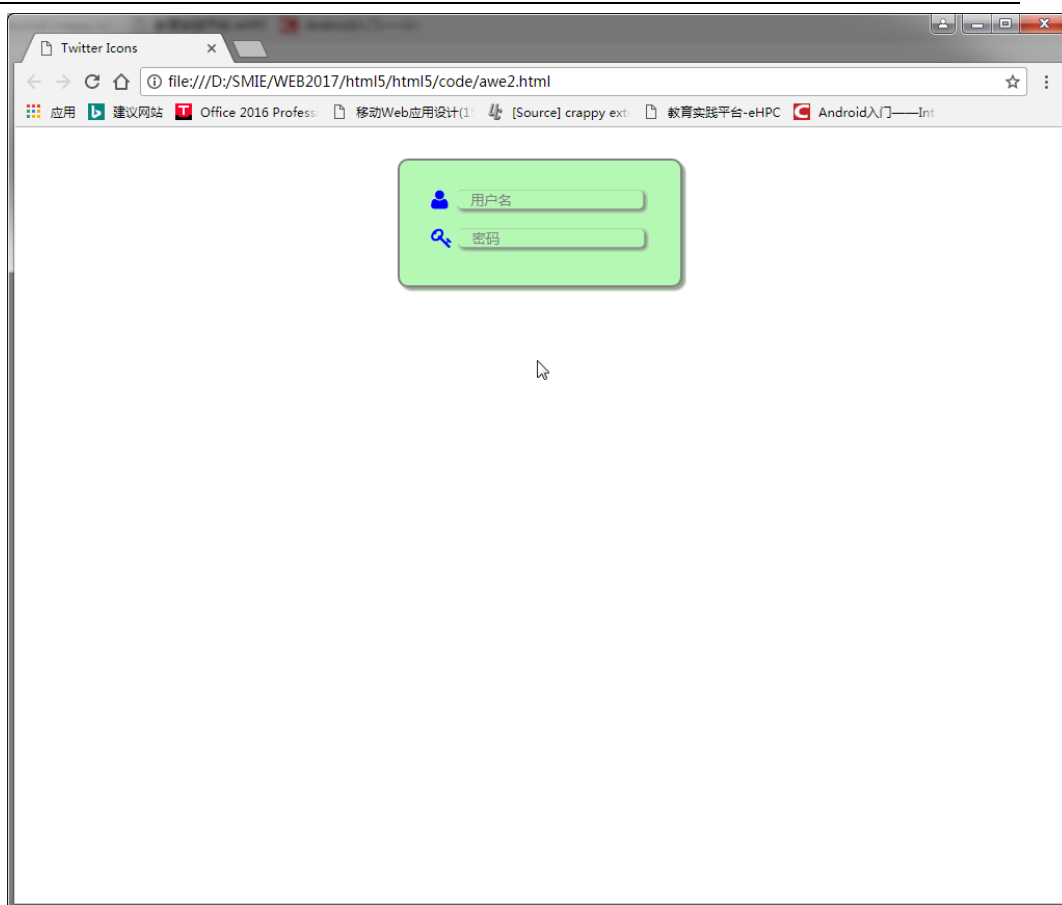 Twitter Icons
file:///D:/SMIE/WEB2017/html5/html5/code/awe2.html
应用 建议网站 Office 2016 Profess 移动Web应用设计(1 [Source] crappy ext 教育实践平台-eHPC Android入门——Int
用户名
密码